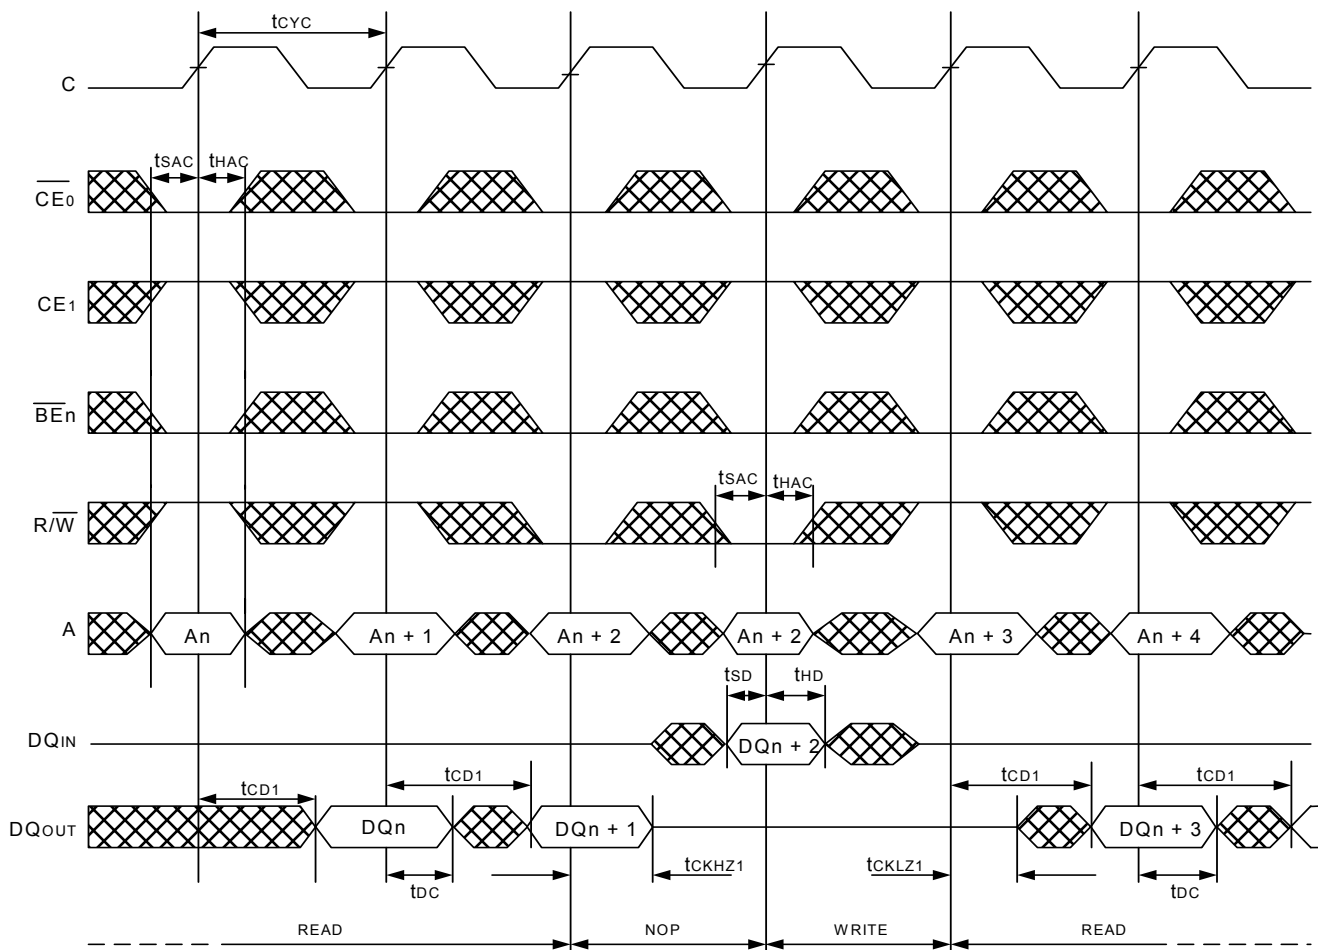 tCYC
C
tSAC tHAC
CE0
CE1
BEn
tSAC tHAC
R/W
A An An + 1 An + 2 An + 2 An + 3 An + 4
tSD tHD
DQIN DQn + 2
tCD1 tCD1 tCD1 tCD1
DQOUT DQn DQn + 1 DQn + 3
tDC tCKHZ1 tCKLZ1 tDC
READ NOP WRITE READ